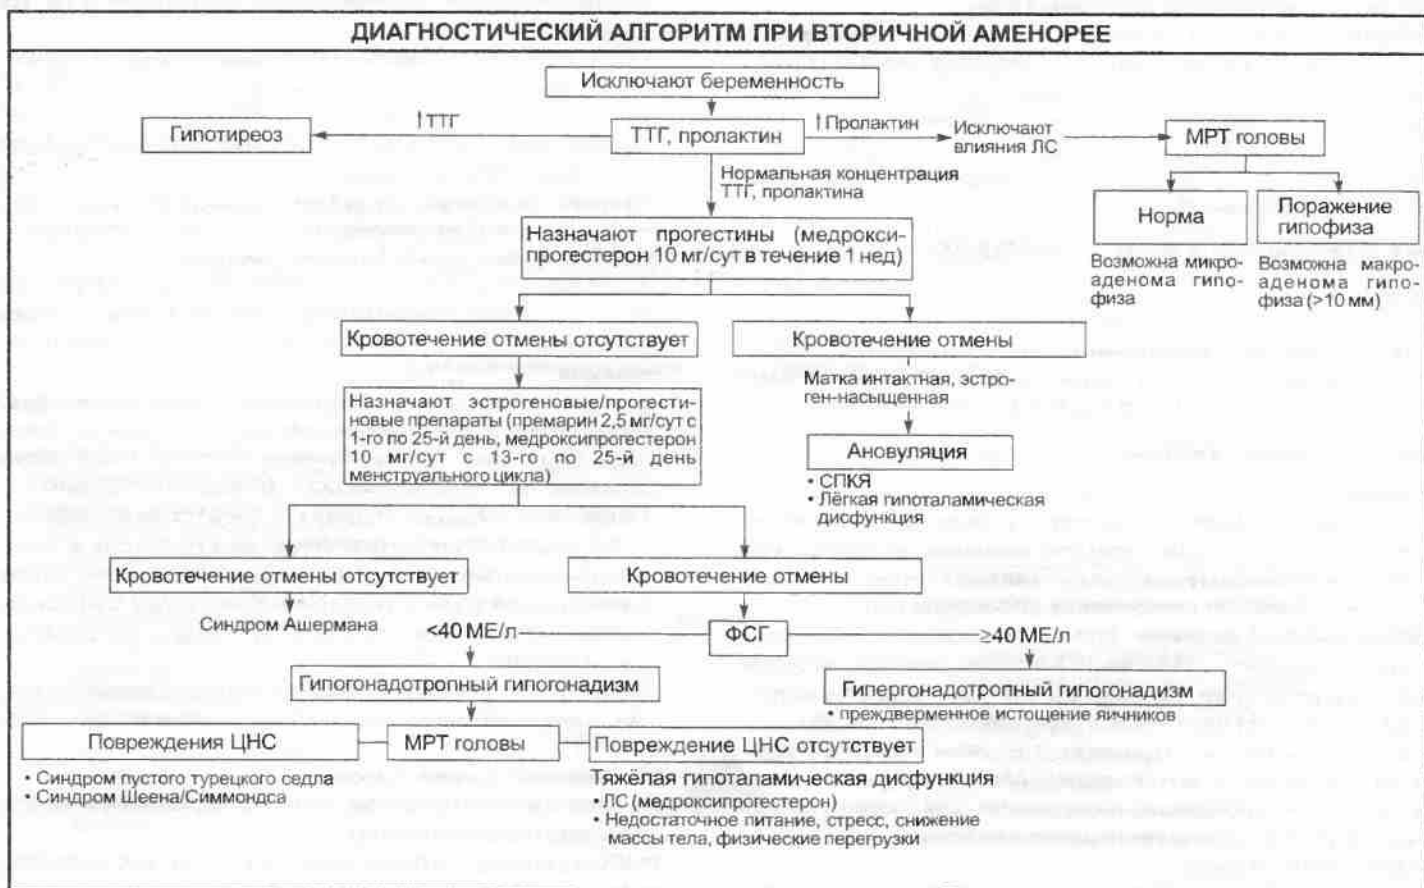 ДИАГНОСТИЧЕСКИЙ АЛГОРИТМ ПРИ ВТОРИЧНОЙ АМЕНОРЕЕ
Исключают беременность
Гипотиреоз
↑ТТГ
ТТГ, пролактин
↑Пролактин
Исключают
влияния ЛС
МРТ головы
Нормальная концентрация
ТТГ, пролактина
Норма
Поражение
гипофиза
Возможна микро-
аденома гипо-
физа
Возможна макро-
аденома гипо-
физа (>10 мм)
Назначают прогестины (медрокси-
прогестерон 10 мг/сут в течение 1 нед)
Кровотечение отмены отсутствует
Кровотечение отмены
Матка интактная, эстро-
ген-насыщенная
Назначают эстрогеновые/прогести-
новые препараты (премарин 2,5 мг/сут с
1-го по 25-й день, медроксипрогестерон
10 мг/сут с 13-го по 25-й день
менструального цикла)
Ановуляция
• СПКЯ
• Лёгкая гипоталамическая
дисфункция
Кровотечение отмены отсутствует
Кровотечение отмены
Синдром Ашермана
<40 МЕ/л
ФСГ
≥40 МЕ/л
Гипогонадотропный гипогонадизм
Гипергонадотропный гипогонадизм
• преждверменное истощение яичников
Повреждения ЦНС
МРТ головы
Повреждение ЦНС отсутствует
• Синдром пустого турецкого седла
• Синдром Шеена/Симмондса
Тяжёлая гипоталамическая дисфункция
• ЛС (медроксипрогестерон)
• Недостаточное питание, стресс, снижение
массы тела, физические перегрузки